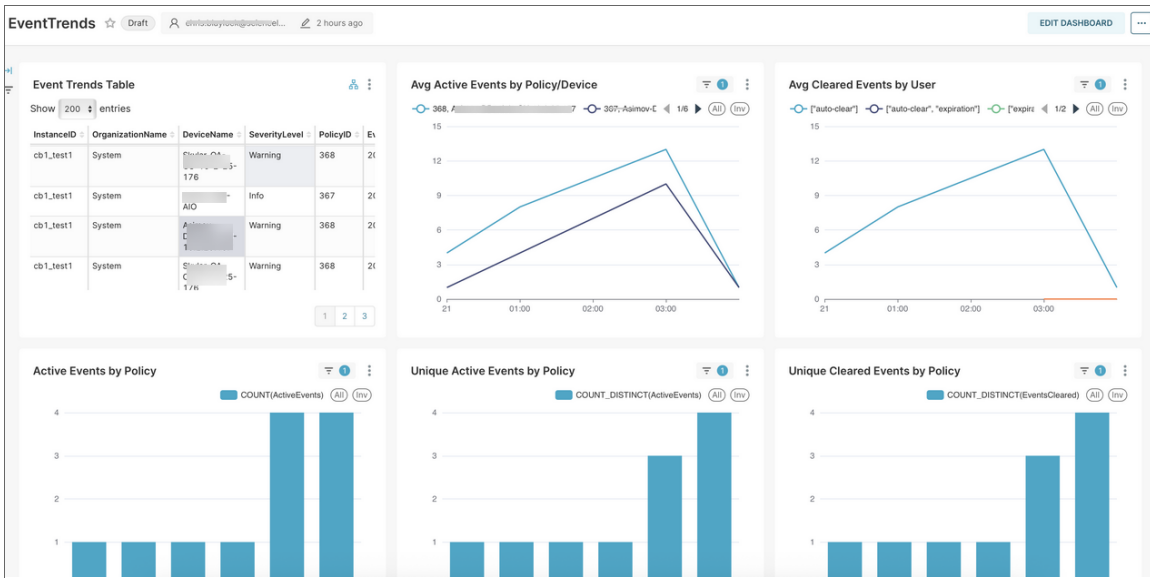 EventTrends Draft 2 hours ago EDIT DASHBOARD ...
Event Trends Table
Show 200 entries
InstanceID OrganizationName DeviceName SeverityLevel PolicyID
cb1_test1 System Warning 368
176
cb1_test1 System Info 367
AIO
cb1_test1 System Warning 368
cb1_test1 System Warning 368
176
1 2 3
Avg Active Events by Policy/Device 1
368, 307, 1/6 All Inv
15
12
9
6
3
0
21 01:00 02:00 03:00
Avg Cleared Events by User 1
["auto-clear"] ["auto-clear", "expiration"] ["expira 1/2 All Inv
15
12
9
6
3
0
21 01:00 02:00 03:00
Active Events by Policy 1
COUNT(ActiveEvents) All Inv
4
3
2
1
Unique Active Events by Policy 1
COUNT_DISTINCT(ActiveEvents) All Inv
4
3
2
1
Unique Cleared Events by Policy 1
COUNT_DISTINCT(EventsCleared) All Inv
4
3
2
1